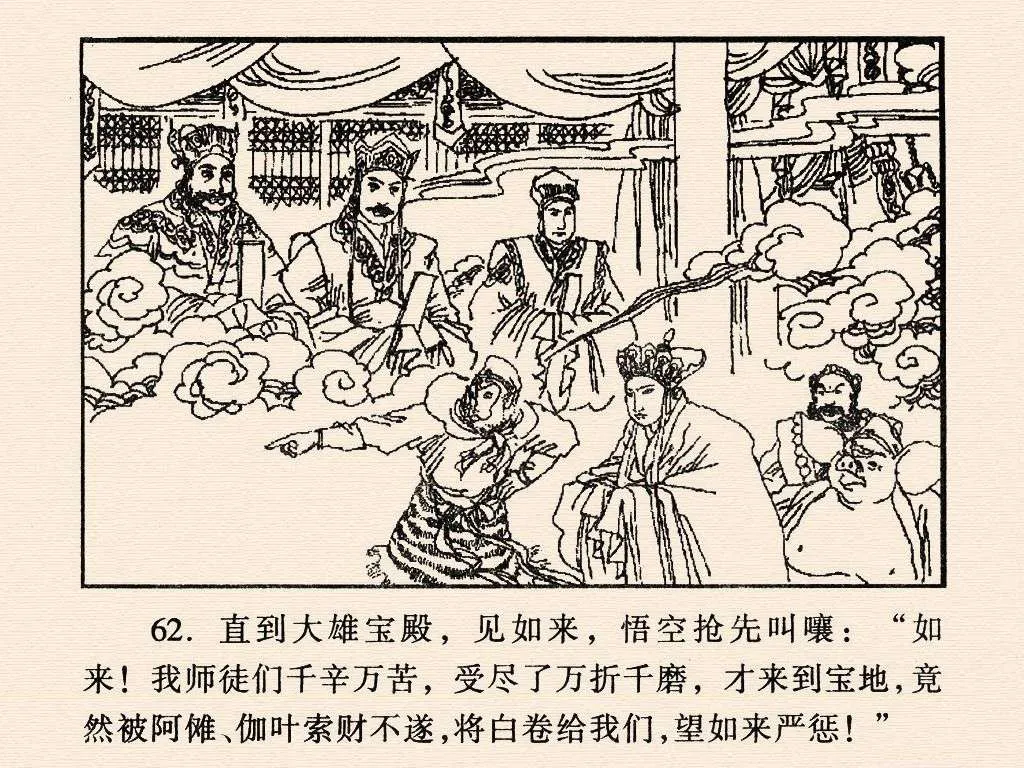 62. 直到大雄宝殿，见如来，悟空抢先叫嚷：“如
来！我师徒们千辛万苦，受尽了万折千磨，才来到宝地，竟
然被阿傩、伽叶索财不遂，将白卷给我们，望如来严惩！”